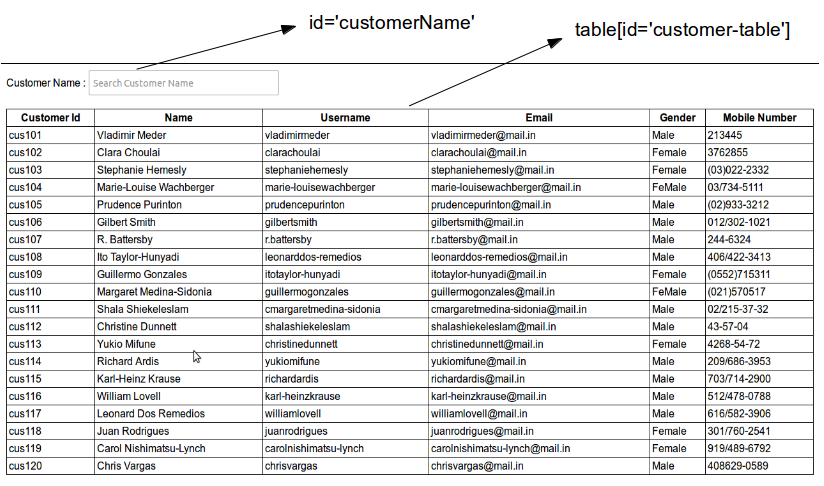 id='customerName'
table[id='customer-table']
Customer Name : Search Customer Name
Customer Id Name Username Email Gender Mobile Number
cus101 Vladimir Meder vladimirmeder vladimirmeder@mail.in Male 213445
cus102 Clara Choulai clarachoulai clarachoulai@mail.in Female 3762855
cus103 Stephanie Hemesly stephaniehemesly stephaniehemesly@mail.in Female (03)022-2332
cus104 Marie-Louise Wachberger marie-louisewachberger marie-louisewachberger@mail.in FeMale 03/734-5111
cus105 Prudence Purinton prudencepurinton prudencepurinton@mail.in Male (02)933-3212
cus106 Gilbert Smith gilbertsmith gilbertsmith@mail.in Male 012/302-1021
cus107 R. Battersby r.battersby r.battersby@mail.in Male 244-6324
cus108 Ito Taylor-Hunyadi leonarddos-remedios leonarddos-remedios@mail.in Male 406/422-3413
cus109 Guillermo Gonzales itotaylor-hunyadi itotaylor-hunyadi@mail.in FeMale (0552)715311
cus110 Margaret Medina-Sidonia guillermogonzales guillermogonzales@mail.in FeMale (021)570517
cus111 Shala Shiekeleslam cmargaretmedina-sidonia cmargaretmedina-sidonia@mail.in Male 02/215-37-32
cus112 Christine Dunnett shalashiekeleslam shalashiekeleslam@mail.in Male 43-57-04
cus113 Yukio Mifune christinedunnett christinedunnett@mail.in Female 4268-54-72
cus114 Richard Ardis yukiomifune yukiomifune@mail.in Male 209/686-3953
cus115 Karl-Heinz Krause richardardis richardardis@mail.in Male 703/714-2900
cus116 William Lovell karl-heinzkrause karl-heinzkrause@mail.in Male 512/478-0788
cus117 Leonard Dos Remedios williamlovell williamlovell@mail.in Male 616/582-3906
cus118 Juan Rodrigues juanrodrigues juanrodrigues@mail.in Female 301/760-2541
cus119 Carol Nishimatsu-Lynch carolnishimatsu-lynch carolnishimatsu-lynch@mail.in Female 919/489-6792
cus120 Chris Vargas chrisvargas chrisvargas@mail.in Male 408629-0589